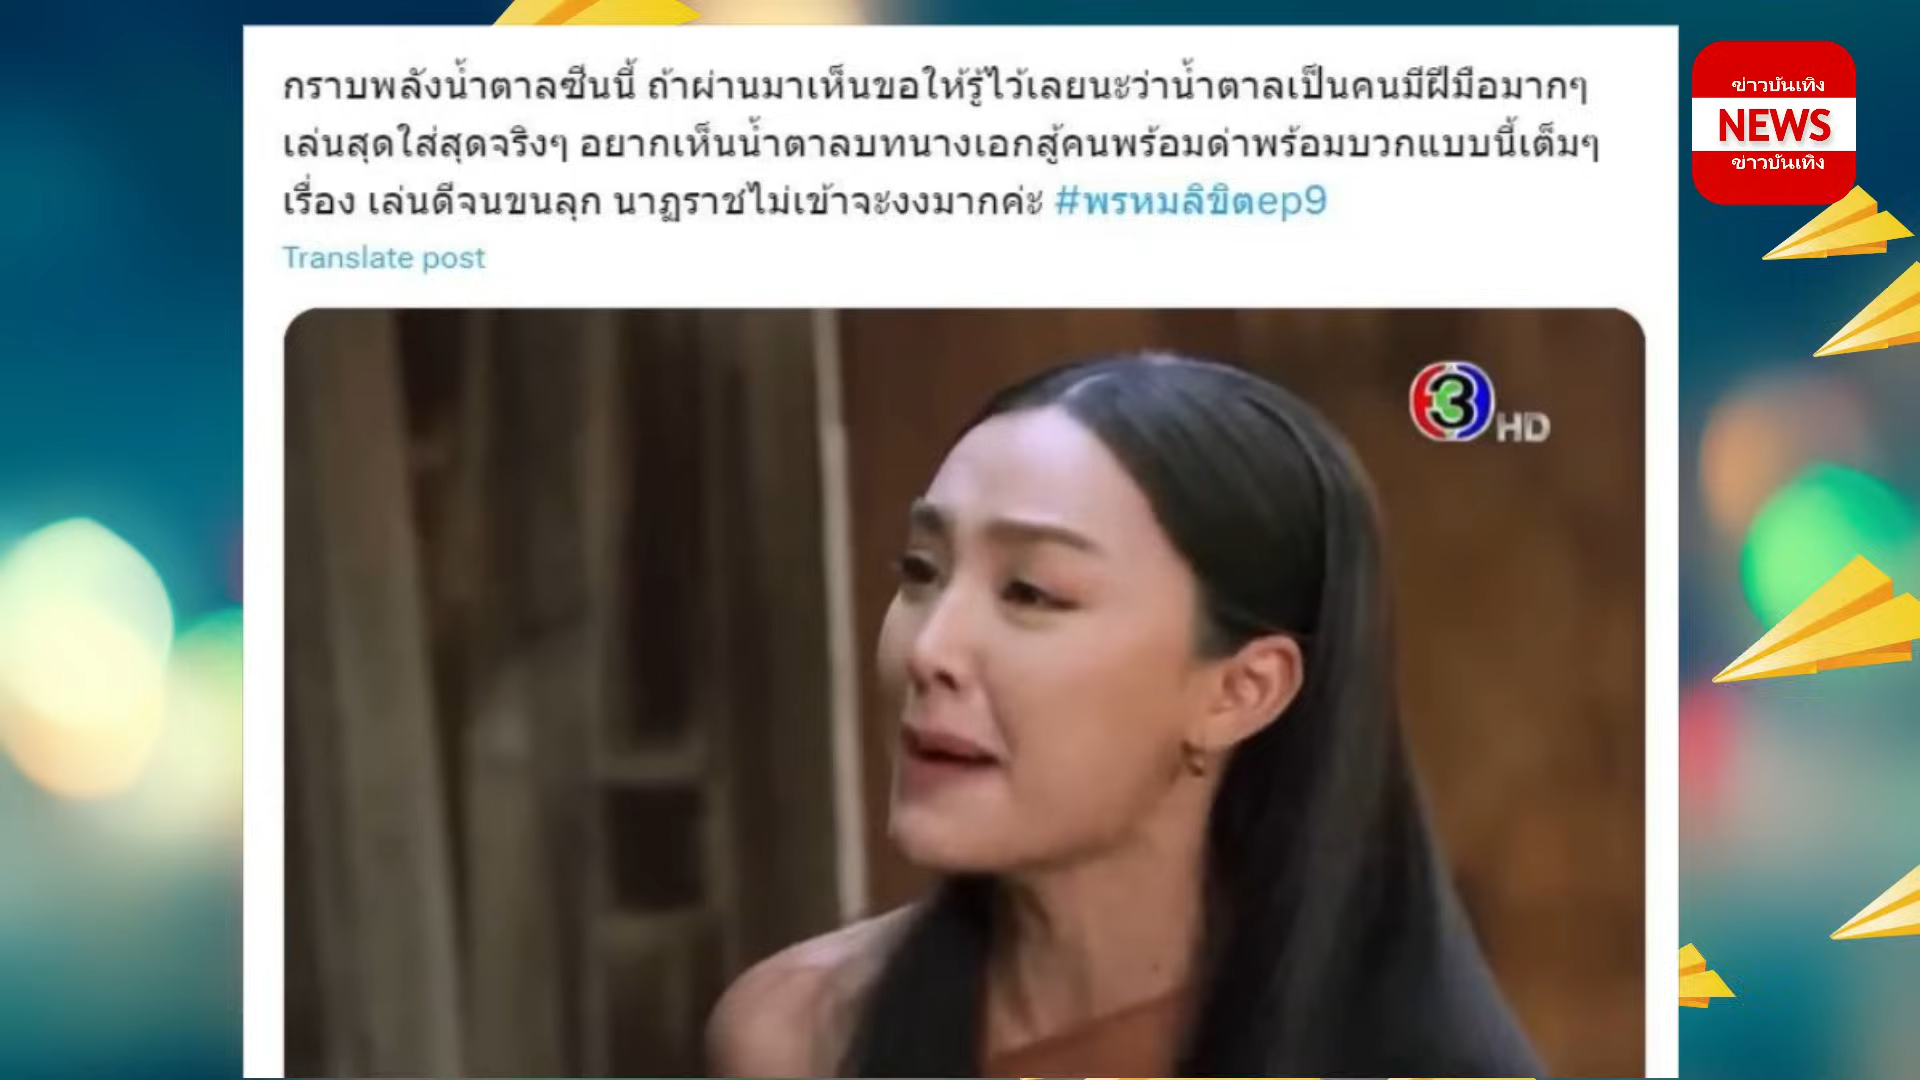 กราบพลังน้ำตาลซีนนี้ ถ้าผ่านมาเห็นขอให้รู้ไว้เลยนะว่าน้ำตาลเป็นคนมีฝีมือมากๆ
เล่นสุดใส่สุดจริงๆ อยากเห็นน้ำตาลบทนางเอกสู้คนพร้อมด่าพร้อมบวกแบบนี้เต็มๆ
เรื่อง เล่นดีจนขนลุก นาฏราชไม่เข้าจะงงมากค่ะ #พรหมลิขิตep9
Translate post
3 HD
ข่าวบันเทิง
NEWS
ข่าวบันเทิง